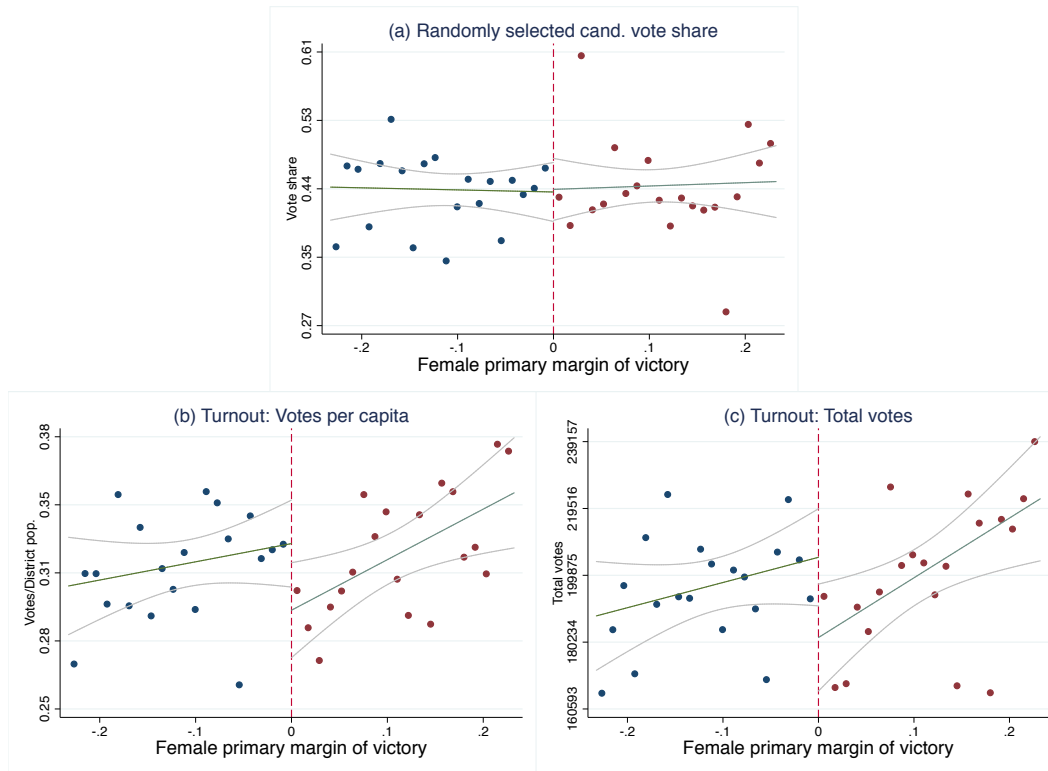 (a) Randomly selected cand. vote share
Vote share
0.61
0.53
0.44
0.35
0.27
-.2 -.1 0 .1 .2
Female primary margin of victory
(b) Turnout: Votes per capita
Votes/District pop.
0.38
0.35
0.31
0.28
0.25
-.2 -.1 0 .1 .2
Female primary margin of victory
(c) Turnout: Total votes
Total votes
239157
219516
199875
180234
160593
-.2 -.1 0 .1 .2
Female primary margin of victory